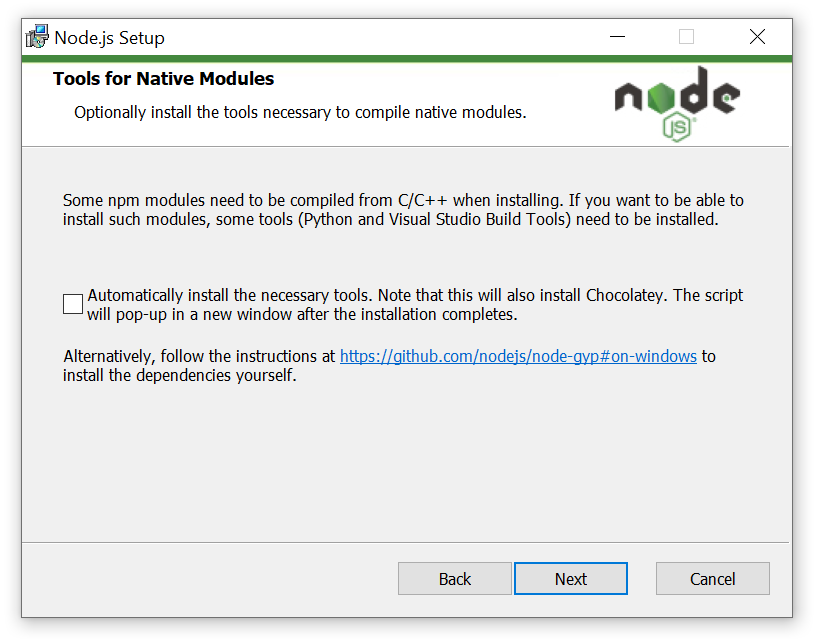 Node.js Setup
Tools for Native Modules
Optionally install the tools necessary to compile native modules.
node
JS
Some npm modules need to be compiled from C/C++ when installing. If you want to be able to
install such modules, some tools (Python and Visual Studio Build Tools) need to be installed.
Automatically install the necessary tools. Note that this will also install Chocolatey. The script
will pop-up in a new window after the installation completes.
Alternatively, follow the instructions at https://github.com/nodejs/node-gyp#on-windows to
install the dependencies yourself.
Back Next Cancel